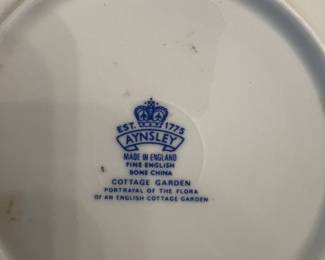 EST. 1775
AYNSLEY
MADE IN ENGLAND
FINE ENGLISH
BONE CHINA
COTTAGE GARDEN
PORTRAYAL OF THE FLORA
OF AN ENGLISH COTTAGE GARDEN